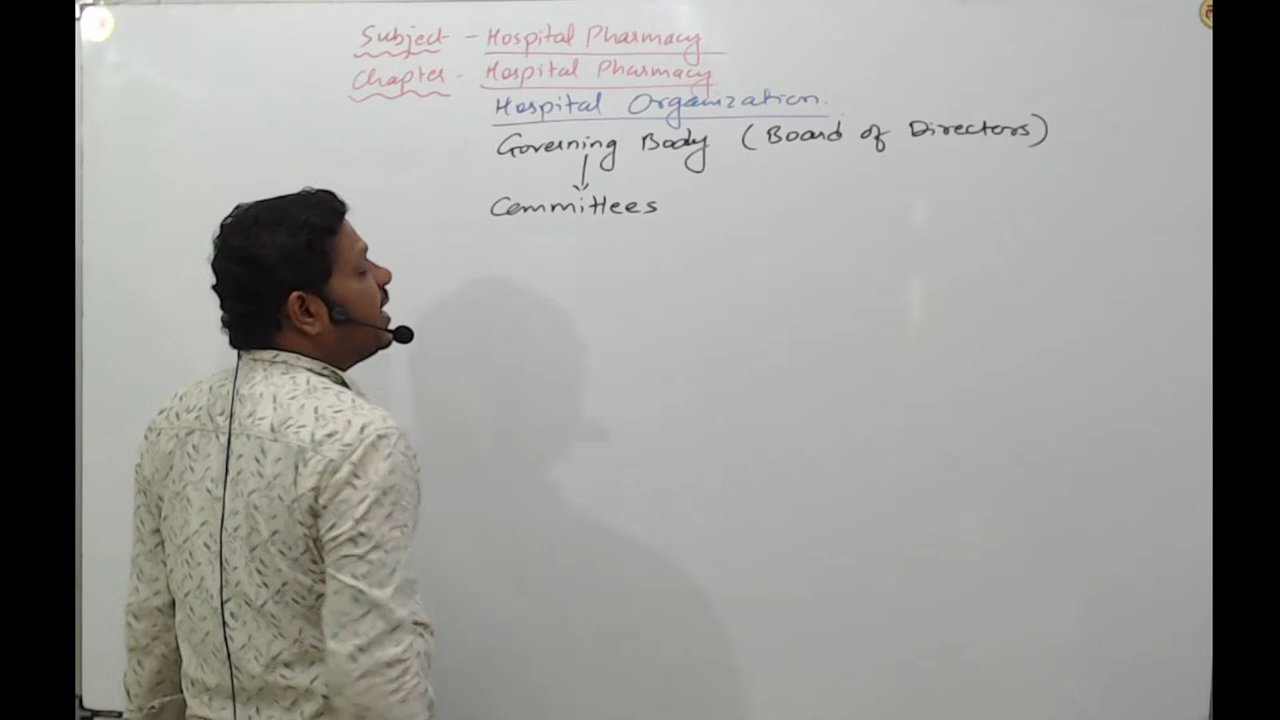 Subject - Hospital Pharmacy
Chapter - Hospital Pharmacy
Hospital Organization.
Governing Body (Board of Directors)
↓
Committees